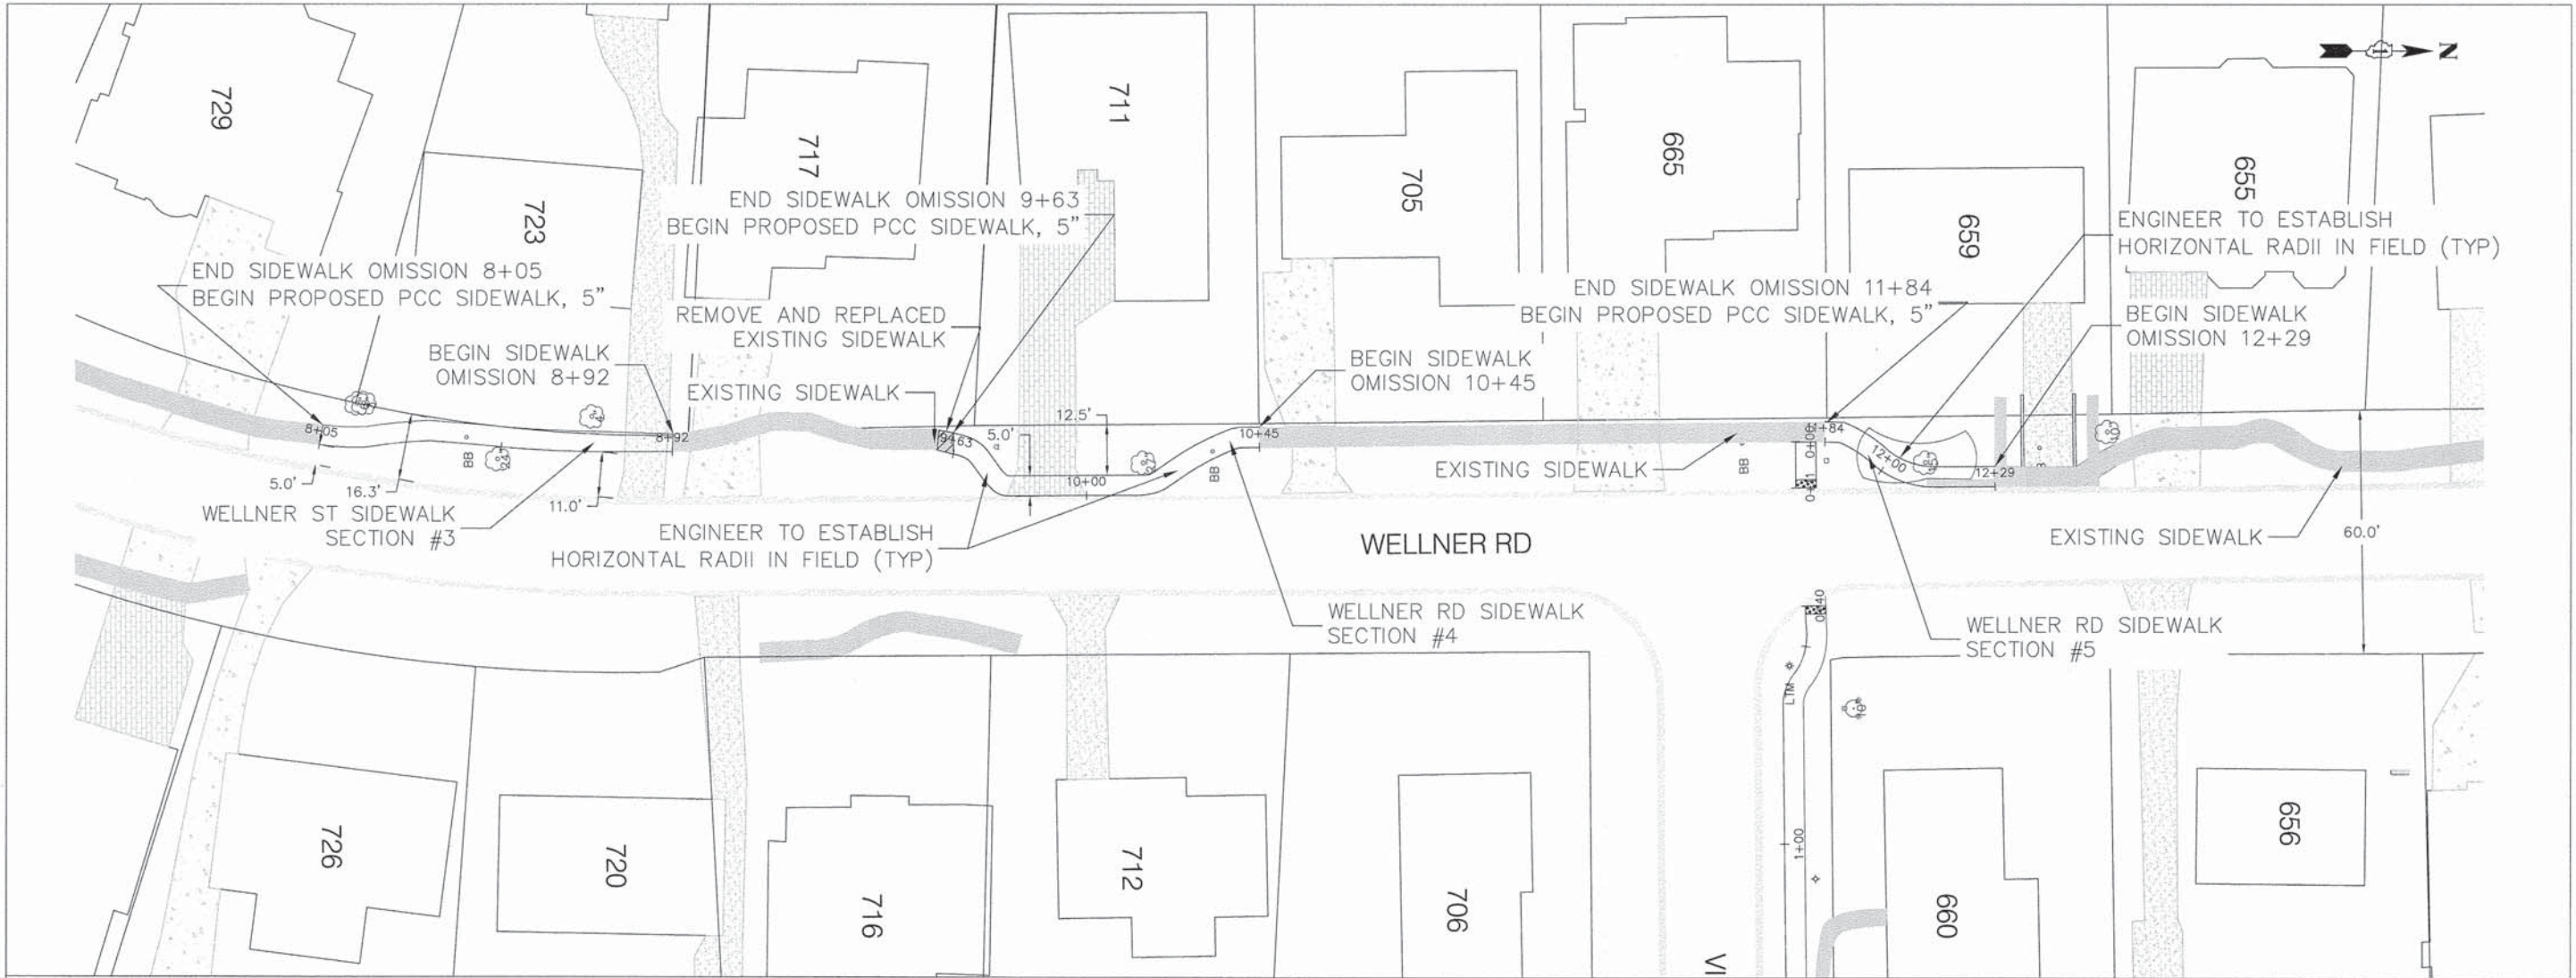 729
723
717
711
705
665
659
655
N
END SIDEWALK OMISSION 8+05
BEGIN PROPOSED PCC SIDEWALK, 5"
BEGIN SIDEWALK
OMISSION 8+92
END SIDEWALK OMISSION 9+63
BEGIN PROPOSED PCC SIDEWALK, 5"
REMOVE AND REPLACED
EXISTING SIDEWALK
EXISTING SIDEWALK
BEGIN SIDEWALK
OMISSION 10+45
END SIDEWALK OMISSION 11+84
BEGIN PROPOSED PCC SIDEWALK, 5"
ENGINEER TO ESTABLISH
HORIZONTAL RADII IN FIELD (TYP)
BEGIN SIDEWALK
OMISSION 12+29
8+05
8+92
9+63
5.0'
12.5'
10+00
10+45
11+84
12+00
12+29
BB
BB
BB
5.0'
16.3'
11.0'
60.0'
WELLNER ST SIDEWALK
SECTION #3
ENGINEER TO ESTABLISH
HORIZONTAL RADII IN FIELD (TYP)
EXISTING SIDEWALK
EXISTING SIDEWALK
WELLNER RD
WELLNER RD SIDEWALK
SECTION #4
WELLNER RD SIDEWALK
SECTION #5
LTM
1+00
726
720
716
712
706
660
656
VI